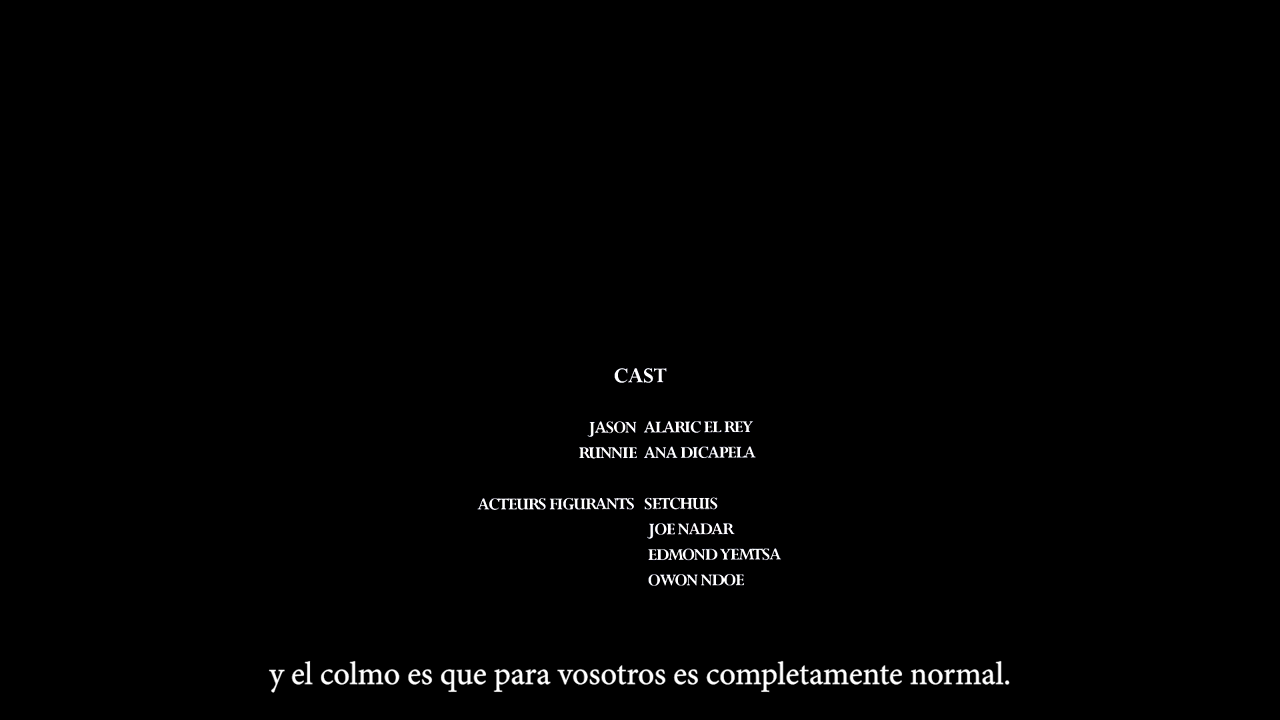 CAST
JASON ALARIC EL REY
RUNNIE ANA DICAPELA
ACTEURS FIGURANTS SETCHUIS
JOE NADAR
EDMOND YEMTSA
OWON NDOE
y el colmo es que para vosotros es completamente normal.